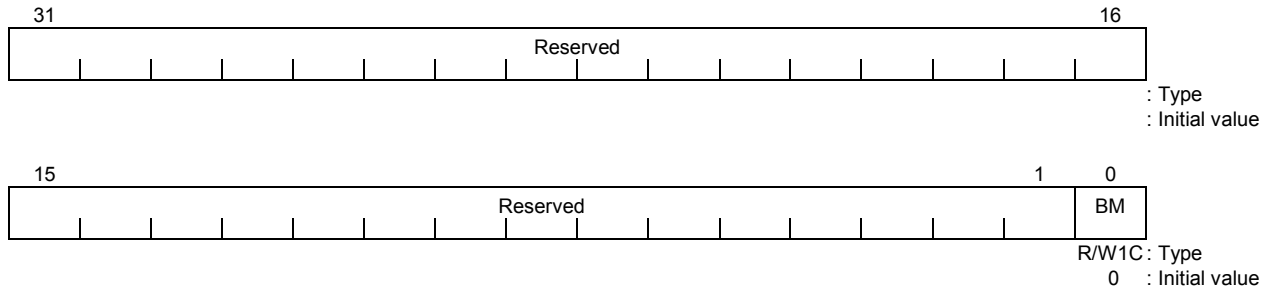 31 16
Reserved
: Type
: Initial value
15 1 0
Reserved BM
R/W1C : Type
0 : Initial value